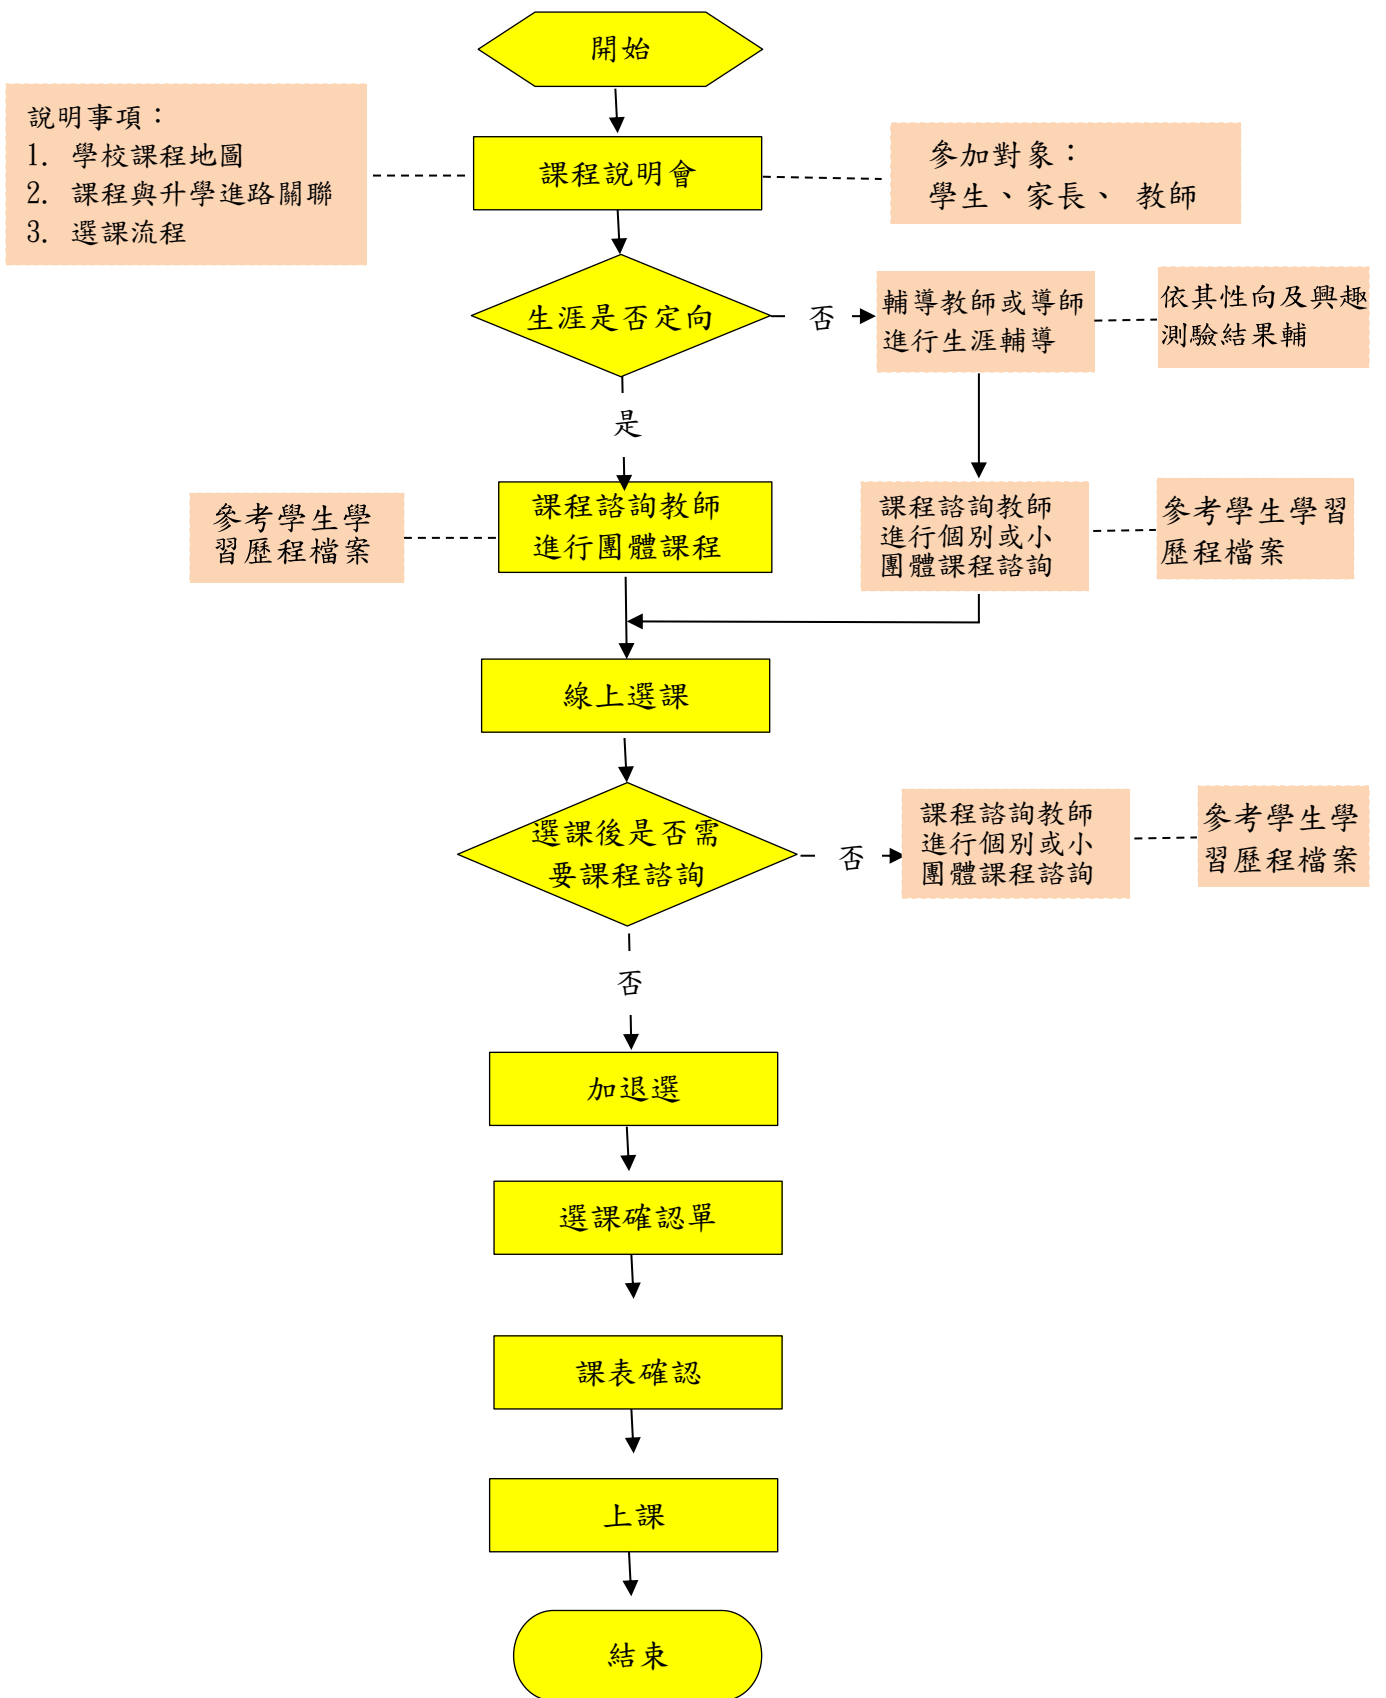 開始
說明事項：
1. 學校課程地圖
2. 課程與升學進路關聯
3. 選課流程
課程說明會
參加對象：
學生、家長、 教師
生涯是否定向
否
輔導教師或導師
進行生涯輔導
依其性向及興趣
測驗結果輔
是
參考學生學
習歷程檔案
課程諮詢教師
進行團體課程
課程諮詢教師
進行個別或小
團體課程諮詢
參考學生學習
歷程檔案
線上選課
選課後是否需
要課程諮詢
否
課程諮詢教師
進行個別或小
團體課程諮詢
參考學生學
習歷程檔案
否
加退選
選課確認單
課表確認
上課
結束